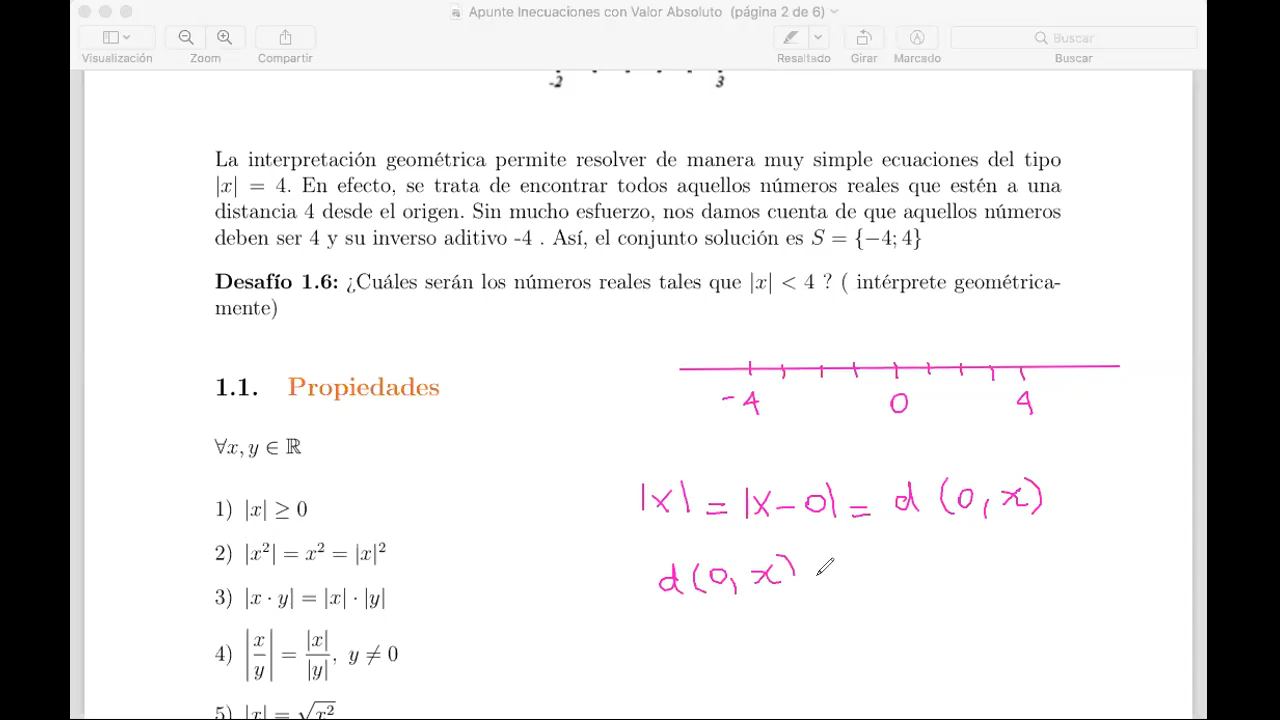 Apunte Inecuaciones con Valor Absoluto (página 2 de 6)
Visualización Zoom Compartir Resaltado Girar Marcado Buscar
Buscar
-2 3
La interpretación geométrica permite resolver de manera muy simple ecuaciones del tipo
|x| = 4. En efecto, se trata de encontrar todos aquellos números reales que estén a una
distancia 4 desde el origen. Sin mucho esfuerzo, nos damos cuenta de que aquellos números
deben ser 4 y su inverso aditivo -4 . Así, el conjunto solución es S = {−4; 4}
Desafío 1.6: ¿Cuáles serán los números reales tales que |x| < 4 ? ( intérprete geométrica-
mente)
1.1. Propiedades
-4 0 4
∀x, y ∈ ℝ
|x| = |x-0| = d (0, x)
1) |x| ≥ 0
2) |x²| = x² = |x|²
d(0, x)
3) |x · y| = |x| · |y|
4) |x/y| = |x|/|y|, y ≠ 0
5) |x| = √x²